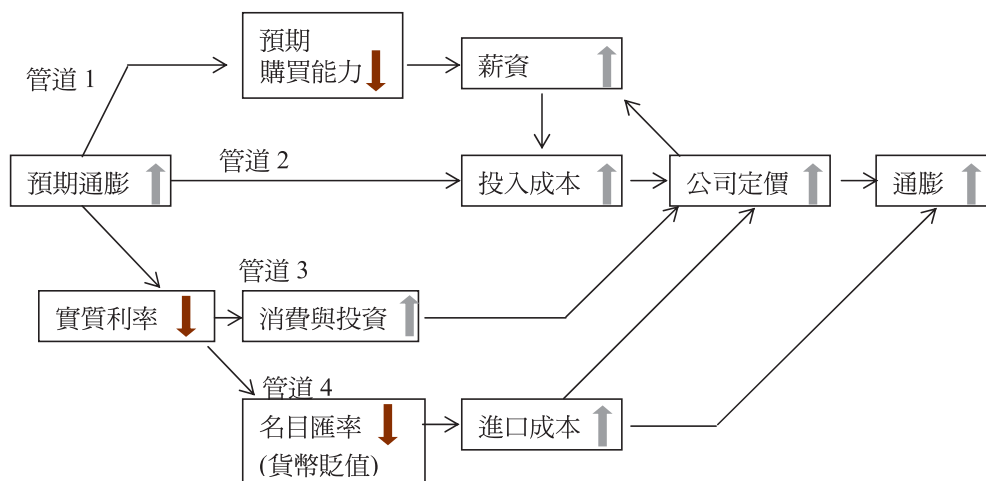 預期
購買能力
薪資
管道 1
管道 2
預期通膨
投入成本
公司定價
通膨
管道 3
實質利率
消費與投資
管道 4
名目匯率
(貨幣貶值)
進口成本